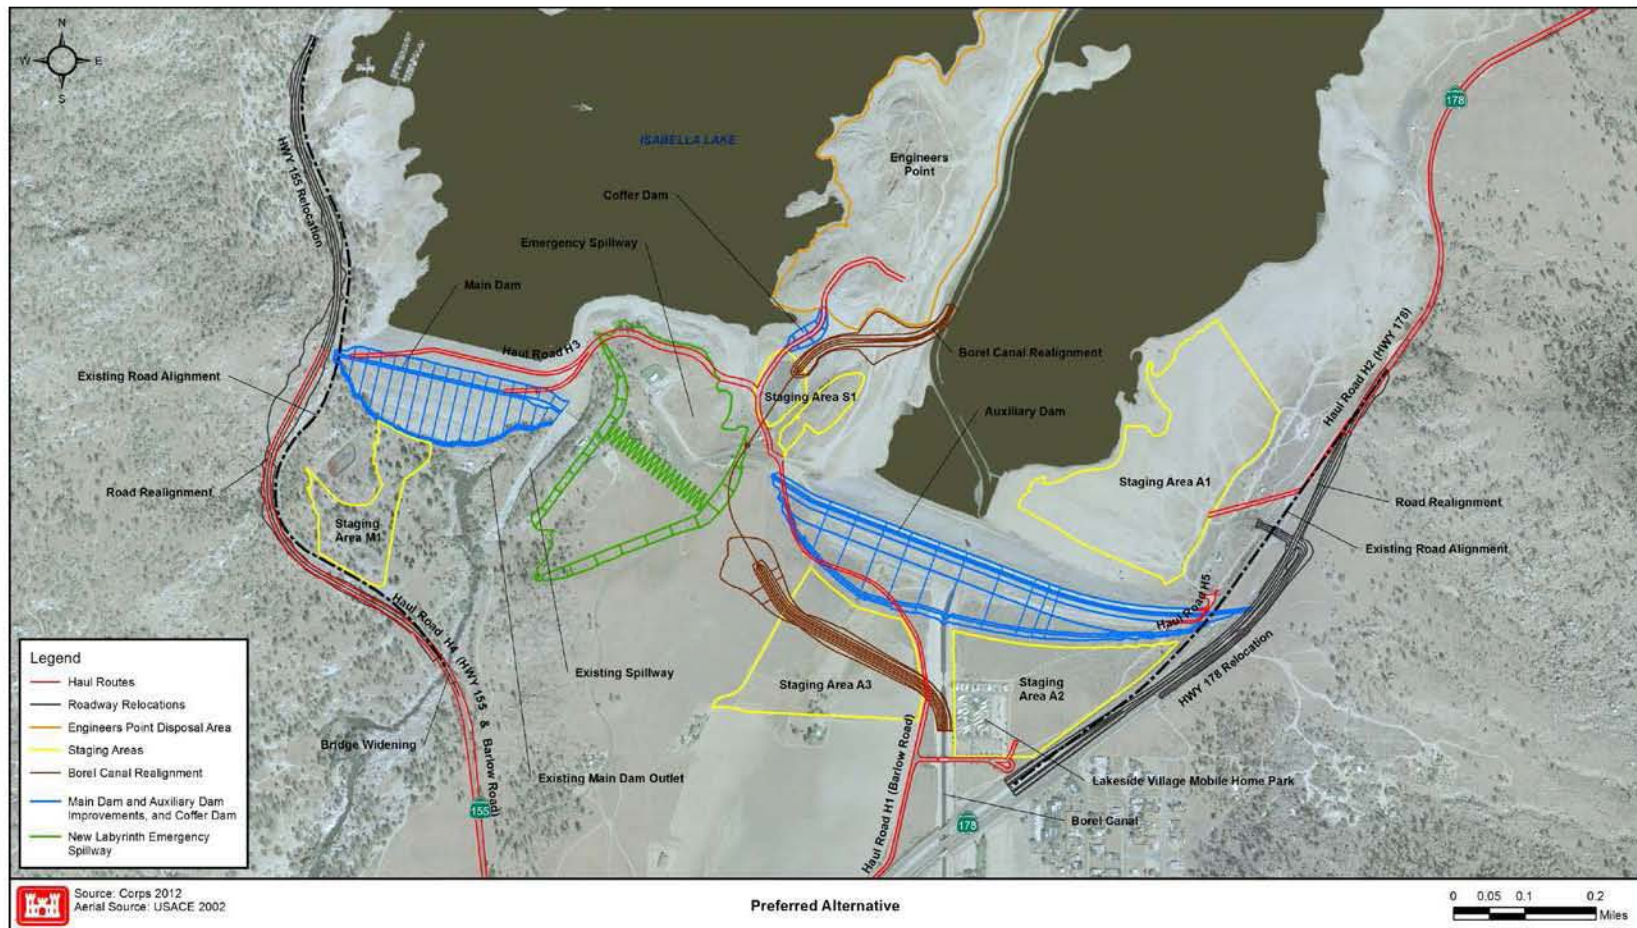 N
W
E
S
ISABELLA LAKE
178
Engineers
Point
HWY 155 Relocation
Coffer Dam
Emergency Spillway
Main Dam
Haul Road H3
Borel Canal Realignment
Existing Road Alignment
Staging Area S1
Auxiliary Dam
Haul Road H2 (HWY 178)
Road Realignment
Staging
Area M1
Staging Area A1
Road Realignment
Existing Road Alignment
Haul Road H5
Haul Road H4 (HWY 155 & Barlow Road)
Existing Spillway
Staging Area A3
Staging
Area A2
HWY 178 Relocation
Bridge Widening
Existing Main Dam Outlet
Haul Road H1 (Barlow Road)
Lakeside Village Mobile Home Park
Borel Canal
155
178
Legend
Haul Routes
Roadway Relocations
Engineers Point Disposal Area
Staging Areas
Borel Canal Realignment
Main Dam and Auxiliary Dam
Improvements, and Coffer Dam
New Labyrinth Emergency
Spillway
Source: Corps 2012
Aerial Source: USACE 2002
Preferred Alternative
0 0.05 0.1 0.2
Miles